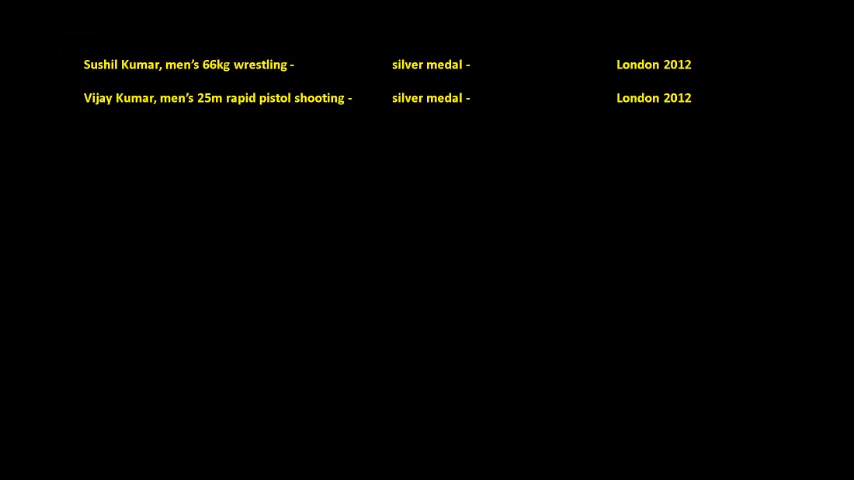 Sushil Kumar, men’s 66kg wrestling - silver medal - London 2012
Vijay Kumar, men’s 25m rapid pistol shooting - silver medal - London 2012